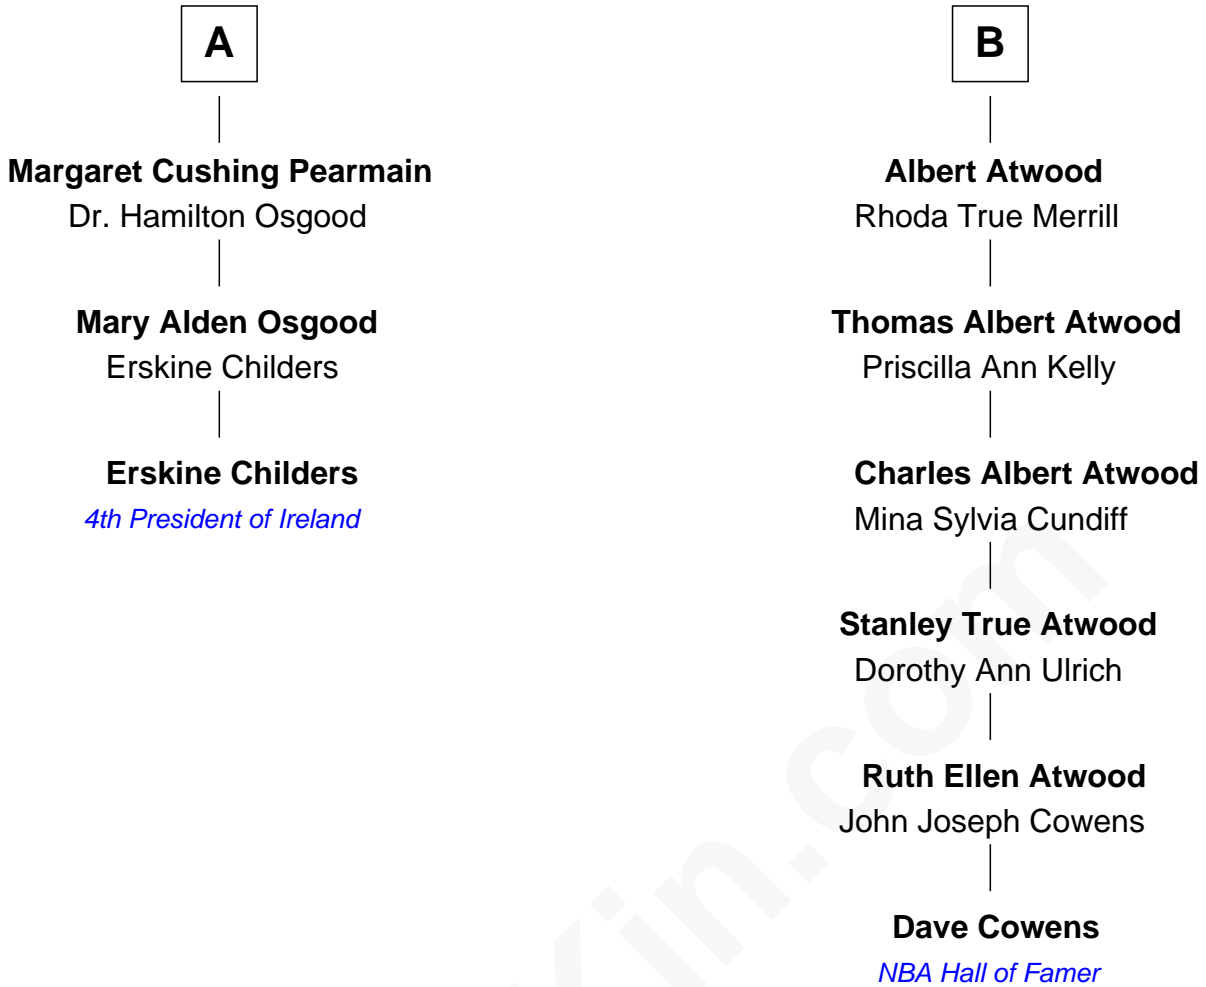 A
Margaret Cushing Pearmain
Dr. Hamilton Osgood
Mary Alden Osgood
Erskine Childers
Erskine Childers
4th President of Ireland
B
Albert Atwood
Rhoda True Merrill
Thomas Albert Atwood
Priscilla Ann Kelly
Charles Albert Atwood
Mina Sylvia Cundiff
Stanley True Atwood
Dorothy Ann Ulrich
Ruth Ellen Atwood
John Joseph Cowens
Dave Cowens
NBA Hall of Famer
Kin.com